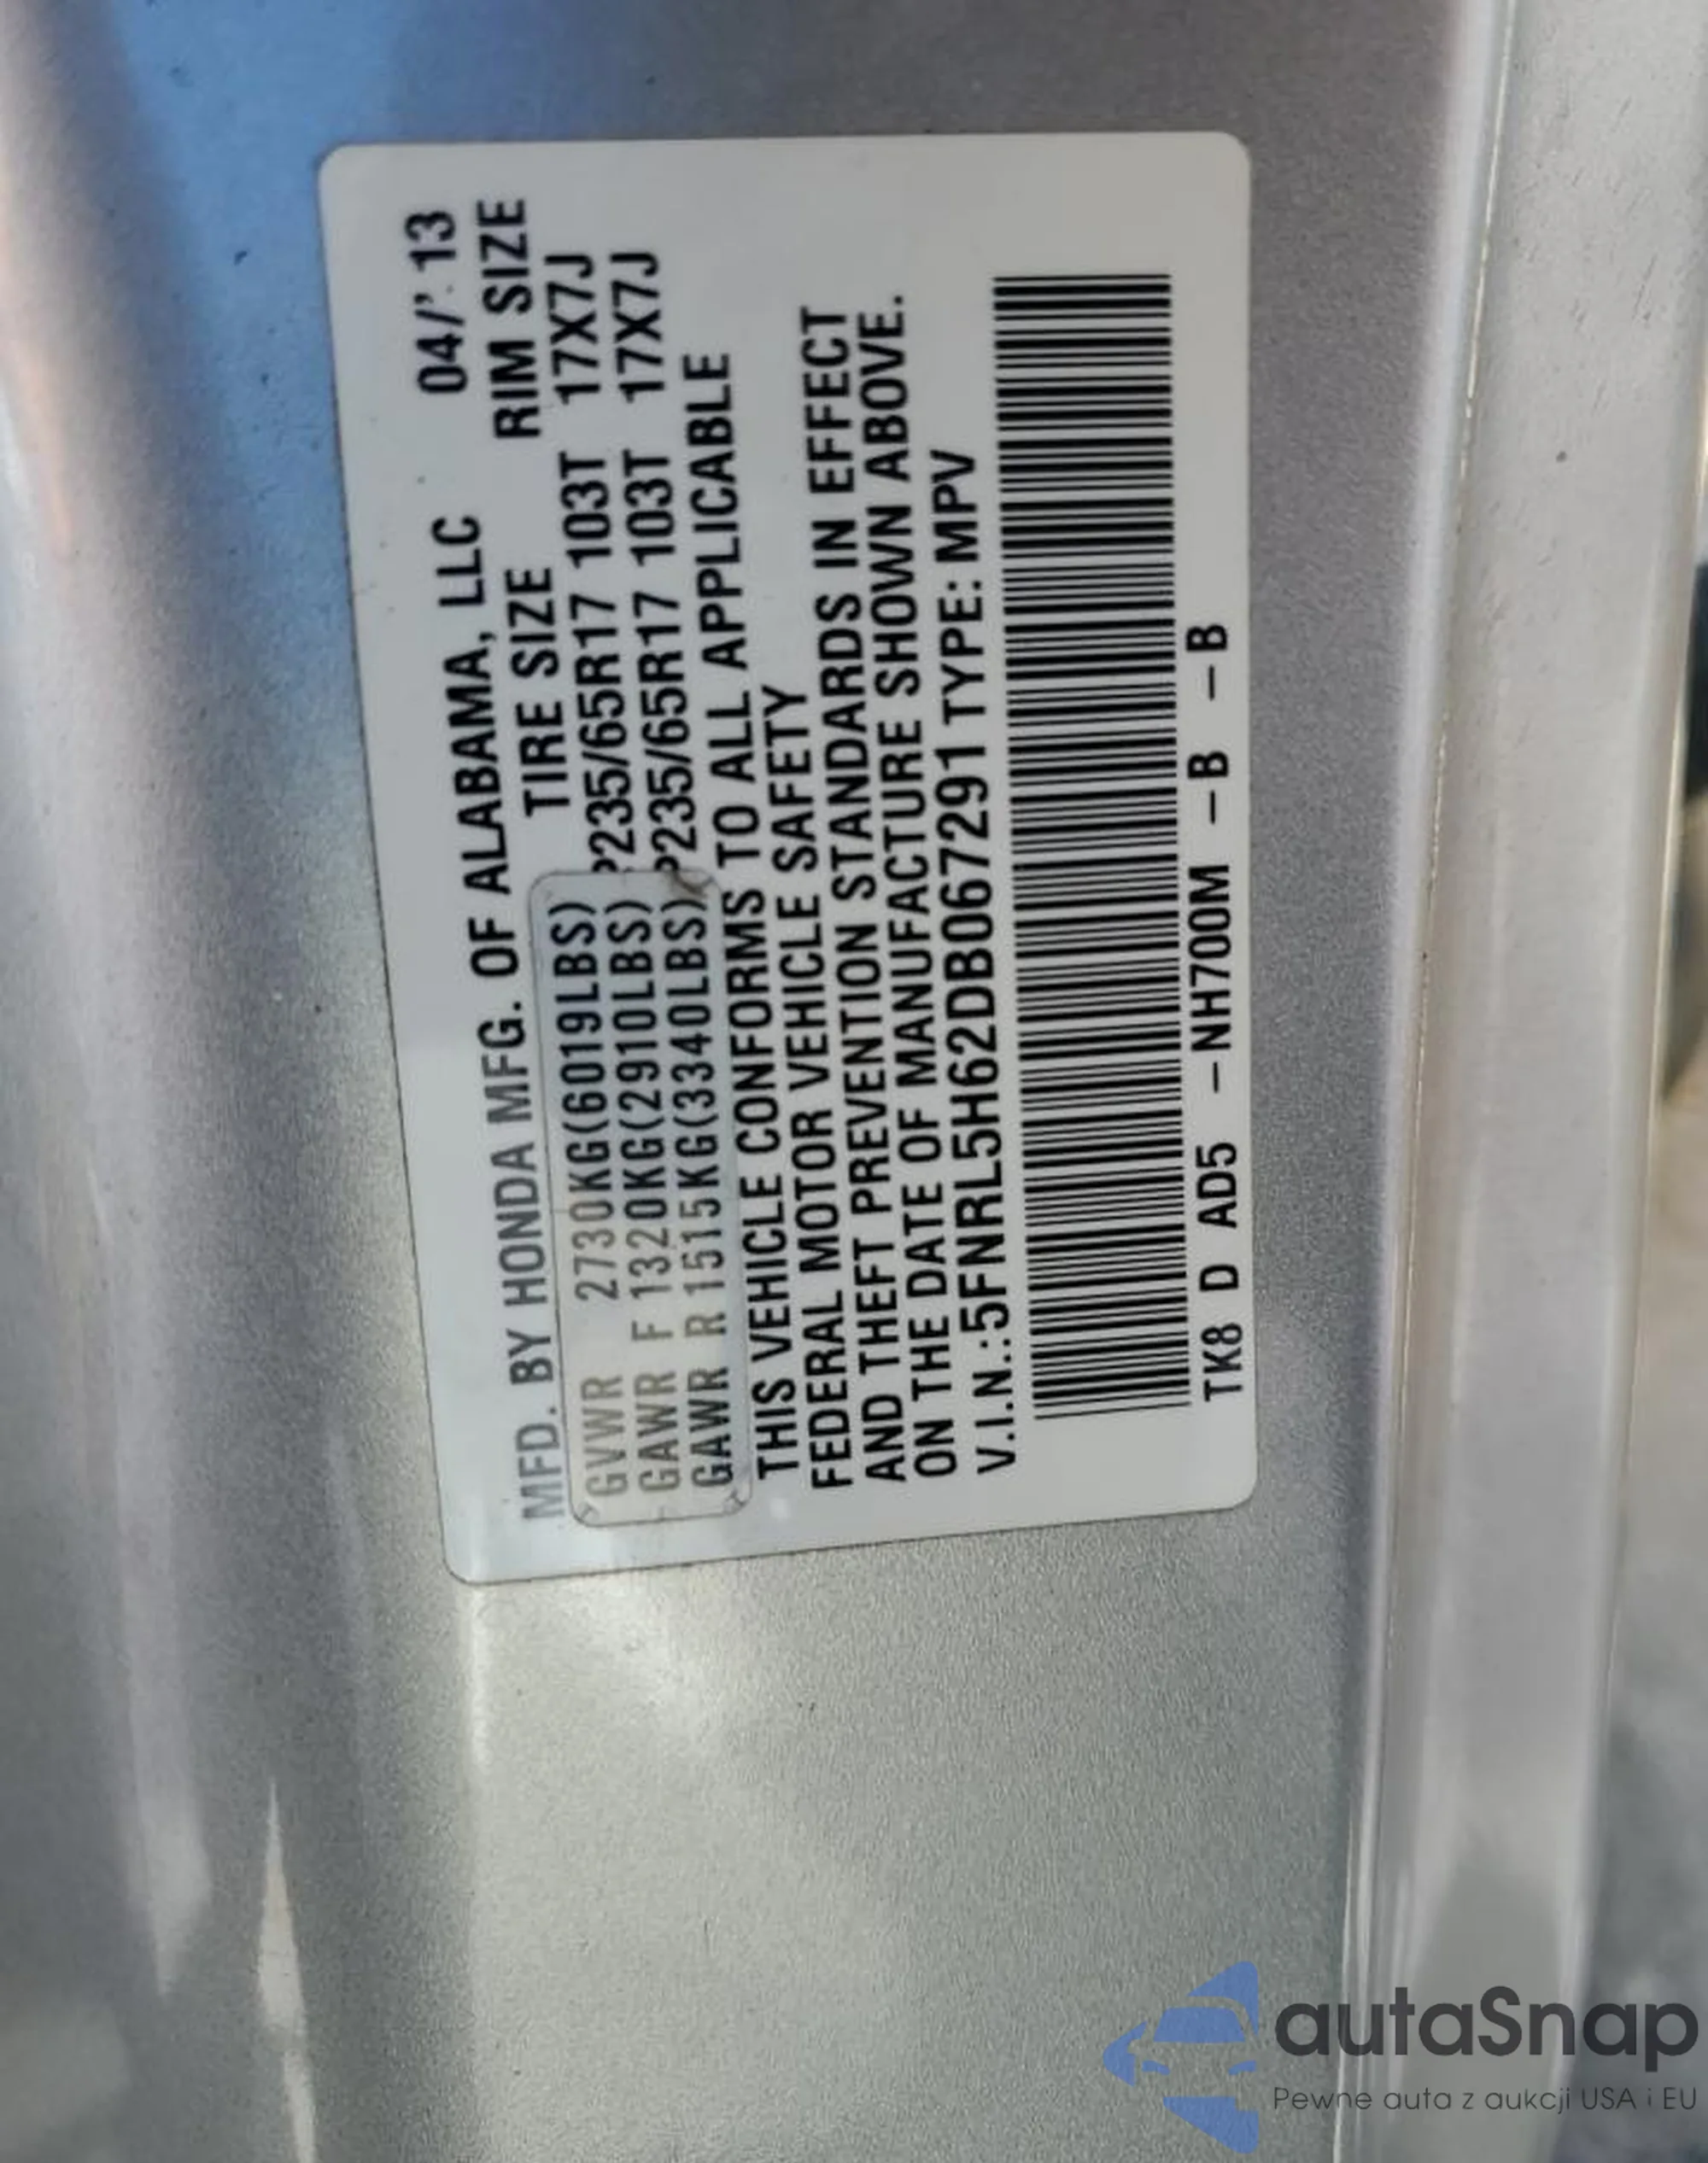 MFD. BY HONDA MFG. OF ALABAMA, LLC 04/'13
TIRE SIZE RIM SIZE
GVWR 2730KG(6019LBS)
GAWR F 1320KG(2910LBS) P235/65R17 103T 17X7J
GAWR R 1515KG(3340LBS) P235/65R17 103T 17X7J
THIS VEHICLE CONFORMS TO ALL APPLICABLE
FEDERAL MOTOR VEHICLE SAFETY
AND THEFT PREVENTION STANDARDS IN EFFECT
ON THE DATE OF MANUFACTURE SHOWN ABOVE.
V.I.N.:5FNRL5H62DB067291 TYPE: MPV
TK8 D AD5 -NH700M -B -B
autaSnap
Pewne auta z aukcji USA i EU